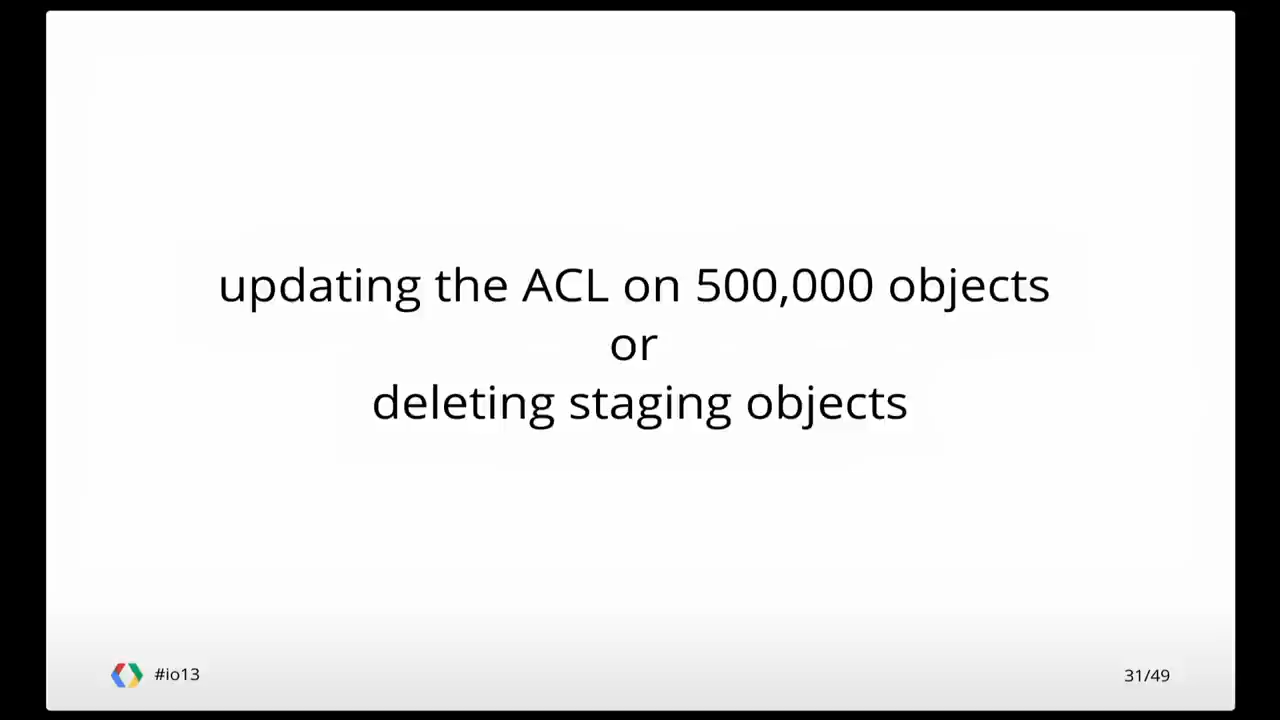 updating the ACL on 500,000 objects
or
deleting staging objects
#io13
31/49